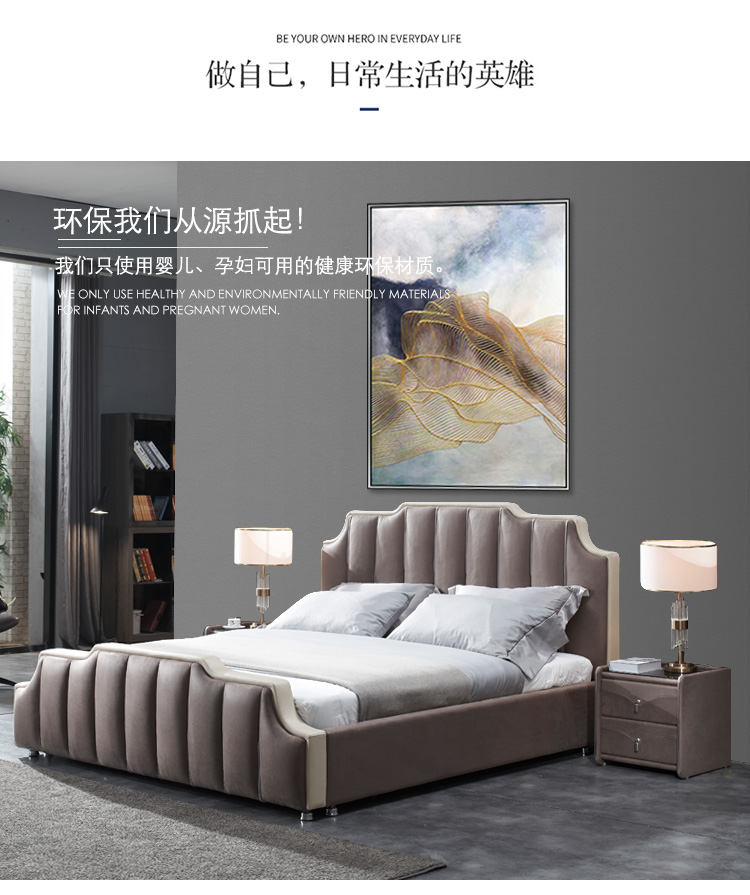 BE YOUR OWN HERO IN EVERYDAY LIFE
做自己，日常生活的英雄
环保我们从源抓起！
我们只使用婴儿、孕妇可用的健康环保材质。
WE ONLY USE HEALTHY AND ENVIRONMENTALLY FRIENDLY MATERIALS
FOR INFANTS AND PREGNANT WOMEN.